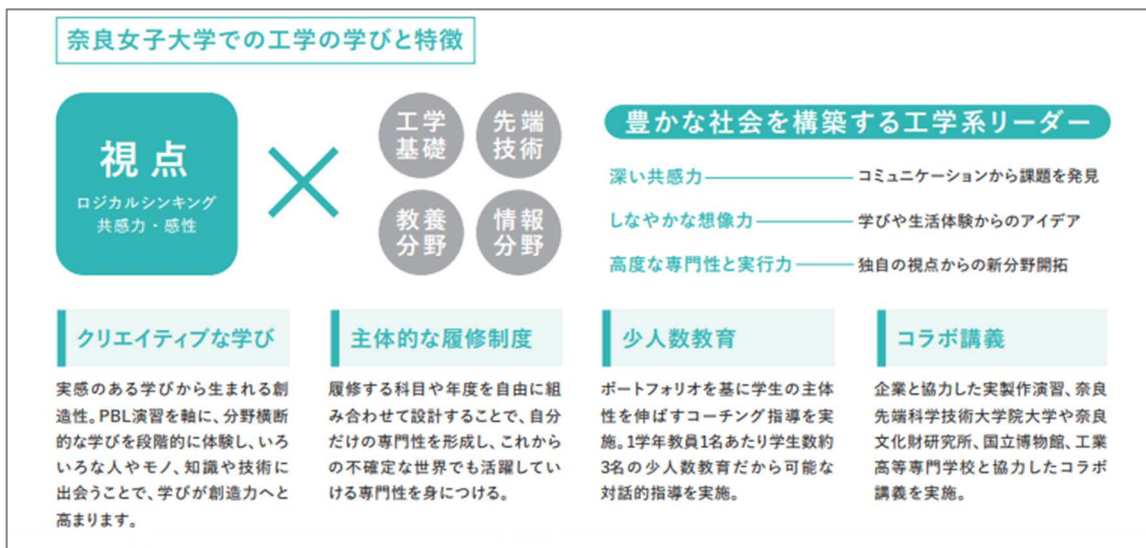 奈良女子大学での工学の学びと特徴
視点
ロジカルシンキング
共感力・感性
×
工学
基礎
先端
技術
教養
分野
情報
分野
豊かな社会を構築する工学系リーダー
深い共感力 コミュニケーションから課題を発見
しなやかな想像力 学びや生活体験からのアイデア
高度な専門性と実行力 独自の視点からの新分野開拓
クリエイティブな学び
実感のある学びから生まれる創
造性。PBL演習を軸に、分野横断
的な学びを段階的に体験し、いろ
いろな人やモノ、知識や技術に
出会うことで、学びが創造力へと
高まります。
主体的な履修制度
履修する科目や年度を自由に組
み合わせて設計することで、自分
だけの専門性を形成し、これから
の不確定な世界でも活躍してい
ける専門性を身につける。
少人数教育
ポートフォリオを基に学生の主体
性を伸ばすコーチング指導を実
施。1学年教員1名あたり学生数約
3名の少人数教育だから可能な
対話的指導を実施。
コラボ講義
企業と協力した実製作演習、奈良
先端科学技術大学院大学や奈良
文化財研究所、国立博物館、工業
高等専門学校と協力したコラボ
講義を実施。